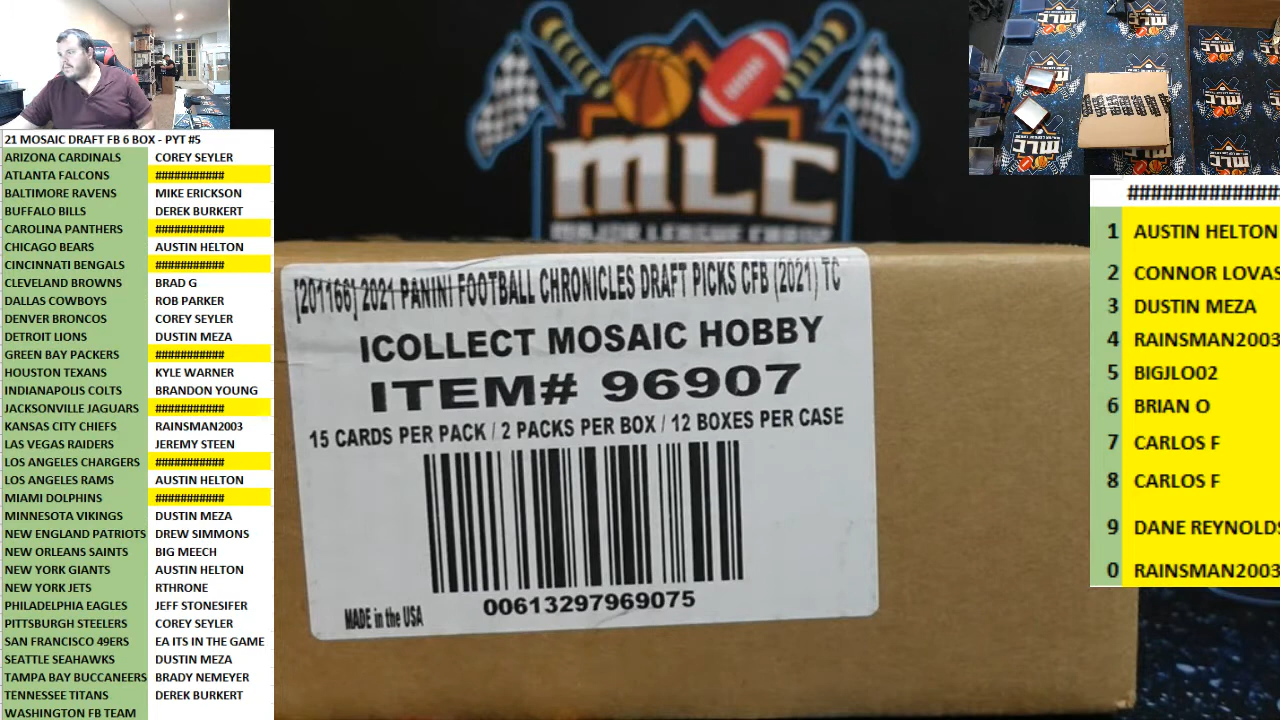 21 MOSAIC DRAFT FB 6 BOX - PYT #5
ARIZONA CARDINALS COREY SEYLER
ATLANTA FALCONS ###########
BALTIMORE RAVENS MIKE ERICKSON
BUFFALO BILLS DEREK BURKERT
CAROLINA PANTHERS ###########
CHICAGO BEARS AUSTIN HELTON
CINCINNATI BENGALS ###########
CLEVELAND BROWNS BRAD G
DALLAS COWBOYS ROB PARKER
DENVER BRONCOS COREY SEYLER
DETROIT LIONS DUSTIN MEZA
GREEN BAY PACKERS ###########
HOUSTON TEXANS KYLE WARNER
INDIANAPOLIS COLTS BRANDON YOUNG
JACKSONVILLE JAGUARS ###########
KANSAS CITY CHIEFS RAINSMAN2003
LAS VEGAS RAIDERS JEREMY STEEN
LOS ANGELES CHARGERS ###########
LOS ANGELES RAMS AUSTIN HELTON
MIAMI DOLPHINS ###########
MINNESOTA VIKINGS DUSTIN MEZA
NEW ENGLAND PATRIOTS DREW SIMMONS
NEW ORLEANS SAINTS BIG MEECH
NEW YORK GIANTS AUSTIN HELTON
NEW YORK JETS RTHRONE
PHILADELPHIA EAGLES JEFF STONESIFER
PITTSBURGH STEELERS COREY SEYLER
SAN FRANCISCO 49ERS EA ITS IN THE GAME
SEATTLE SEAHAWKS DUSTIN MEZA
TAMPA BAY BUCCANEERS BRADY NEMEYER
TENNESSEE TITANS DEREK BURKERT
WASHINGTON FB TEAM
MLC
MAJOR LEAGUE
[201166] 2021 PANINI FOOTBALL CHRONICLES DRAFT PICKS CFB (2021) TC
ICOLLECT MOSAIC HOBBY
ITEM# 96907
15 CARDS PER PACK / 2 PACKS PER BOX / 12 BOXES PER CASE
00613297969075
MADE in the USA
#############
1 AUSTIN HELTON
2 CONNOR LOVAS
3 DUSTIN MEZA
4 RAINSMAN2003
5 BIGJLO02
6 BRIAN O
7 CARLOS F
8 CARLOS F
9 DANE REYNOLDS
0 RAINSMAN2003